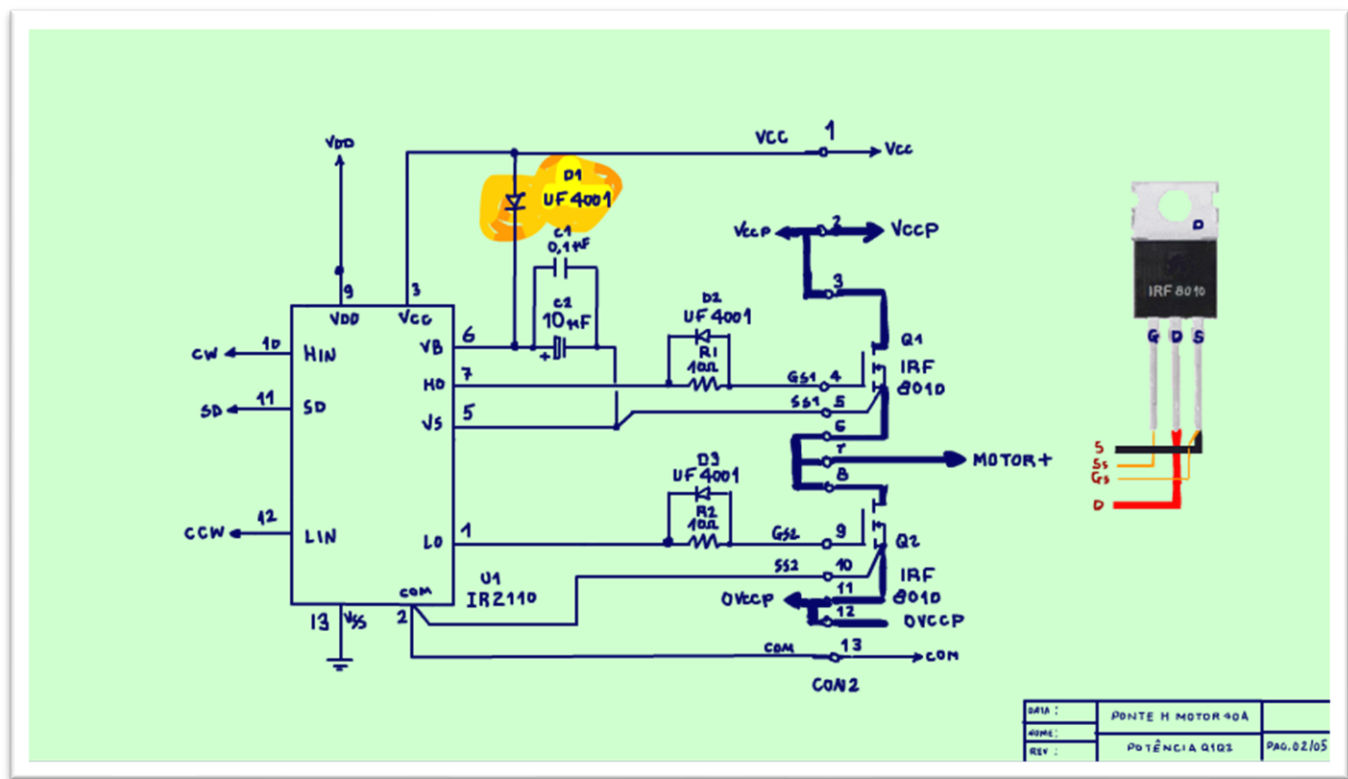 VDD
VCC
1
Vcc
D1
UF4001
C1
0,1µF
C2
10µF
VCCP
2
VCCP
3
9
3
VDD
VCC
CW
10
HIN
VB
6
D2
UF4001
R1
10Ω
Q1
IRF
8010
HO
7
GS1
4
SD
11
SD
SS1
5
VS
5
6
7
MOTOR+
8
D3
UF4001
R2
10Ω
CCW
12
LIN
LO
1
GS2
9
Q2
SS2
10
IRF
8010
COM
U1
IR2110
0VCCP
11
12
0VCCP
13
VSS
2
COM
13
COM
CON2
D
IRF 8010
G D S
S
Ss
Gs
D
DATA :
NOME:
REV :
PONTE H MOTOR 40A
POTÊNCIA Q1Q2
PAG.02/05